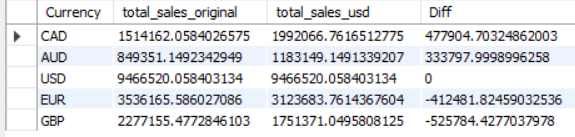 Currency total_sales_original total_sales_usd Diff
CAD 1514162.0584026575 1992066.7616512775 477904.70324862003
AUD 849351.1492342949 1183149.1491339207 333797.9998996258
USD 9466520.058403134 9466520.058403134 0
EUR 3536165.586027086 3123683.7614367604 -412481.82459032536
GBP 2277155.4772846103 1751371.0495808125 -525784.4277037978